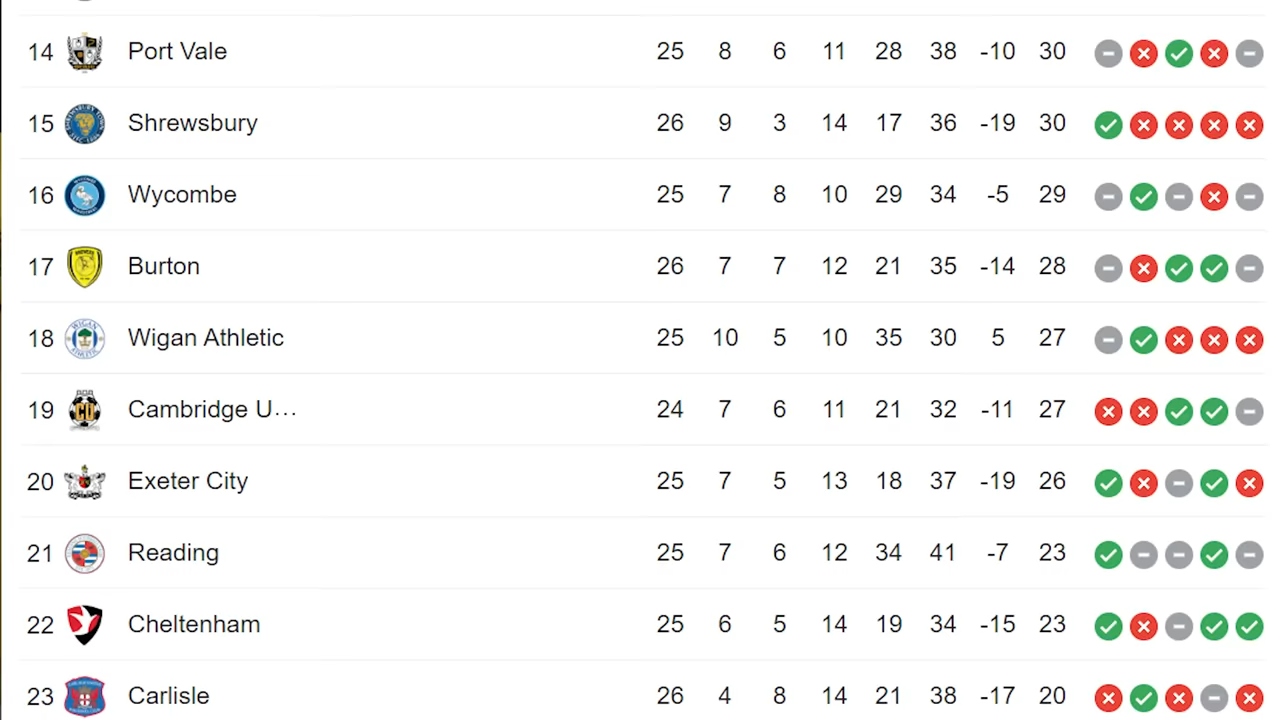 14 Port Vale 25 8 6 11 28 38 -10 30
15 Shrewsbury 26 9 3 14 17 36 -19 30
16 Wycombe 25 7 8 10 29 34 -5 29
17 Burton 26 7 7 12 21 35 -14 28
18 Wigan Athletic 25 10 5 10 35 30 5 27
19 Cambridge U... 24 7 6 11 21 32 -11 27
20 Exeter City 25 7 5 13 18 37 -19 26
21 Reading 25 7 6 12 34 41 -7 23
22 Cheltenham 25 6 5 14 19 34 -15 23
23 Carlisle 26 4 8 14 21 38 -17 20